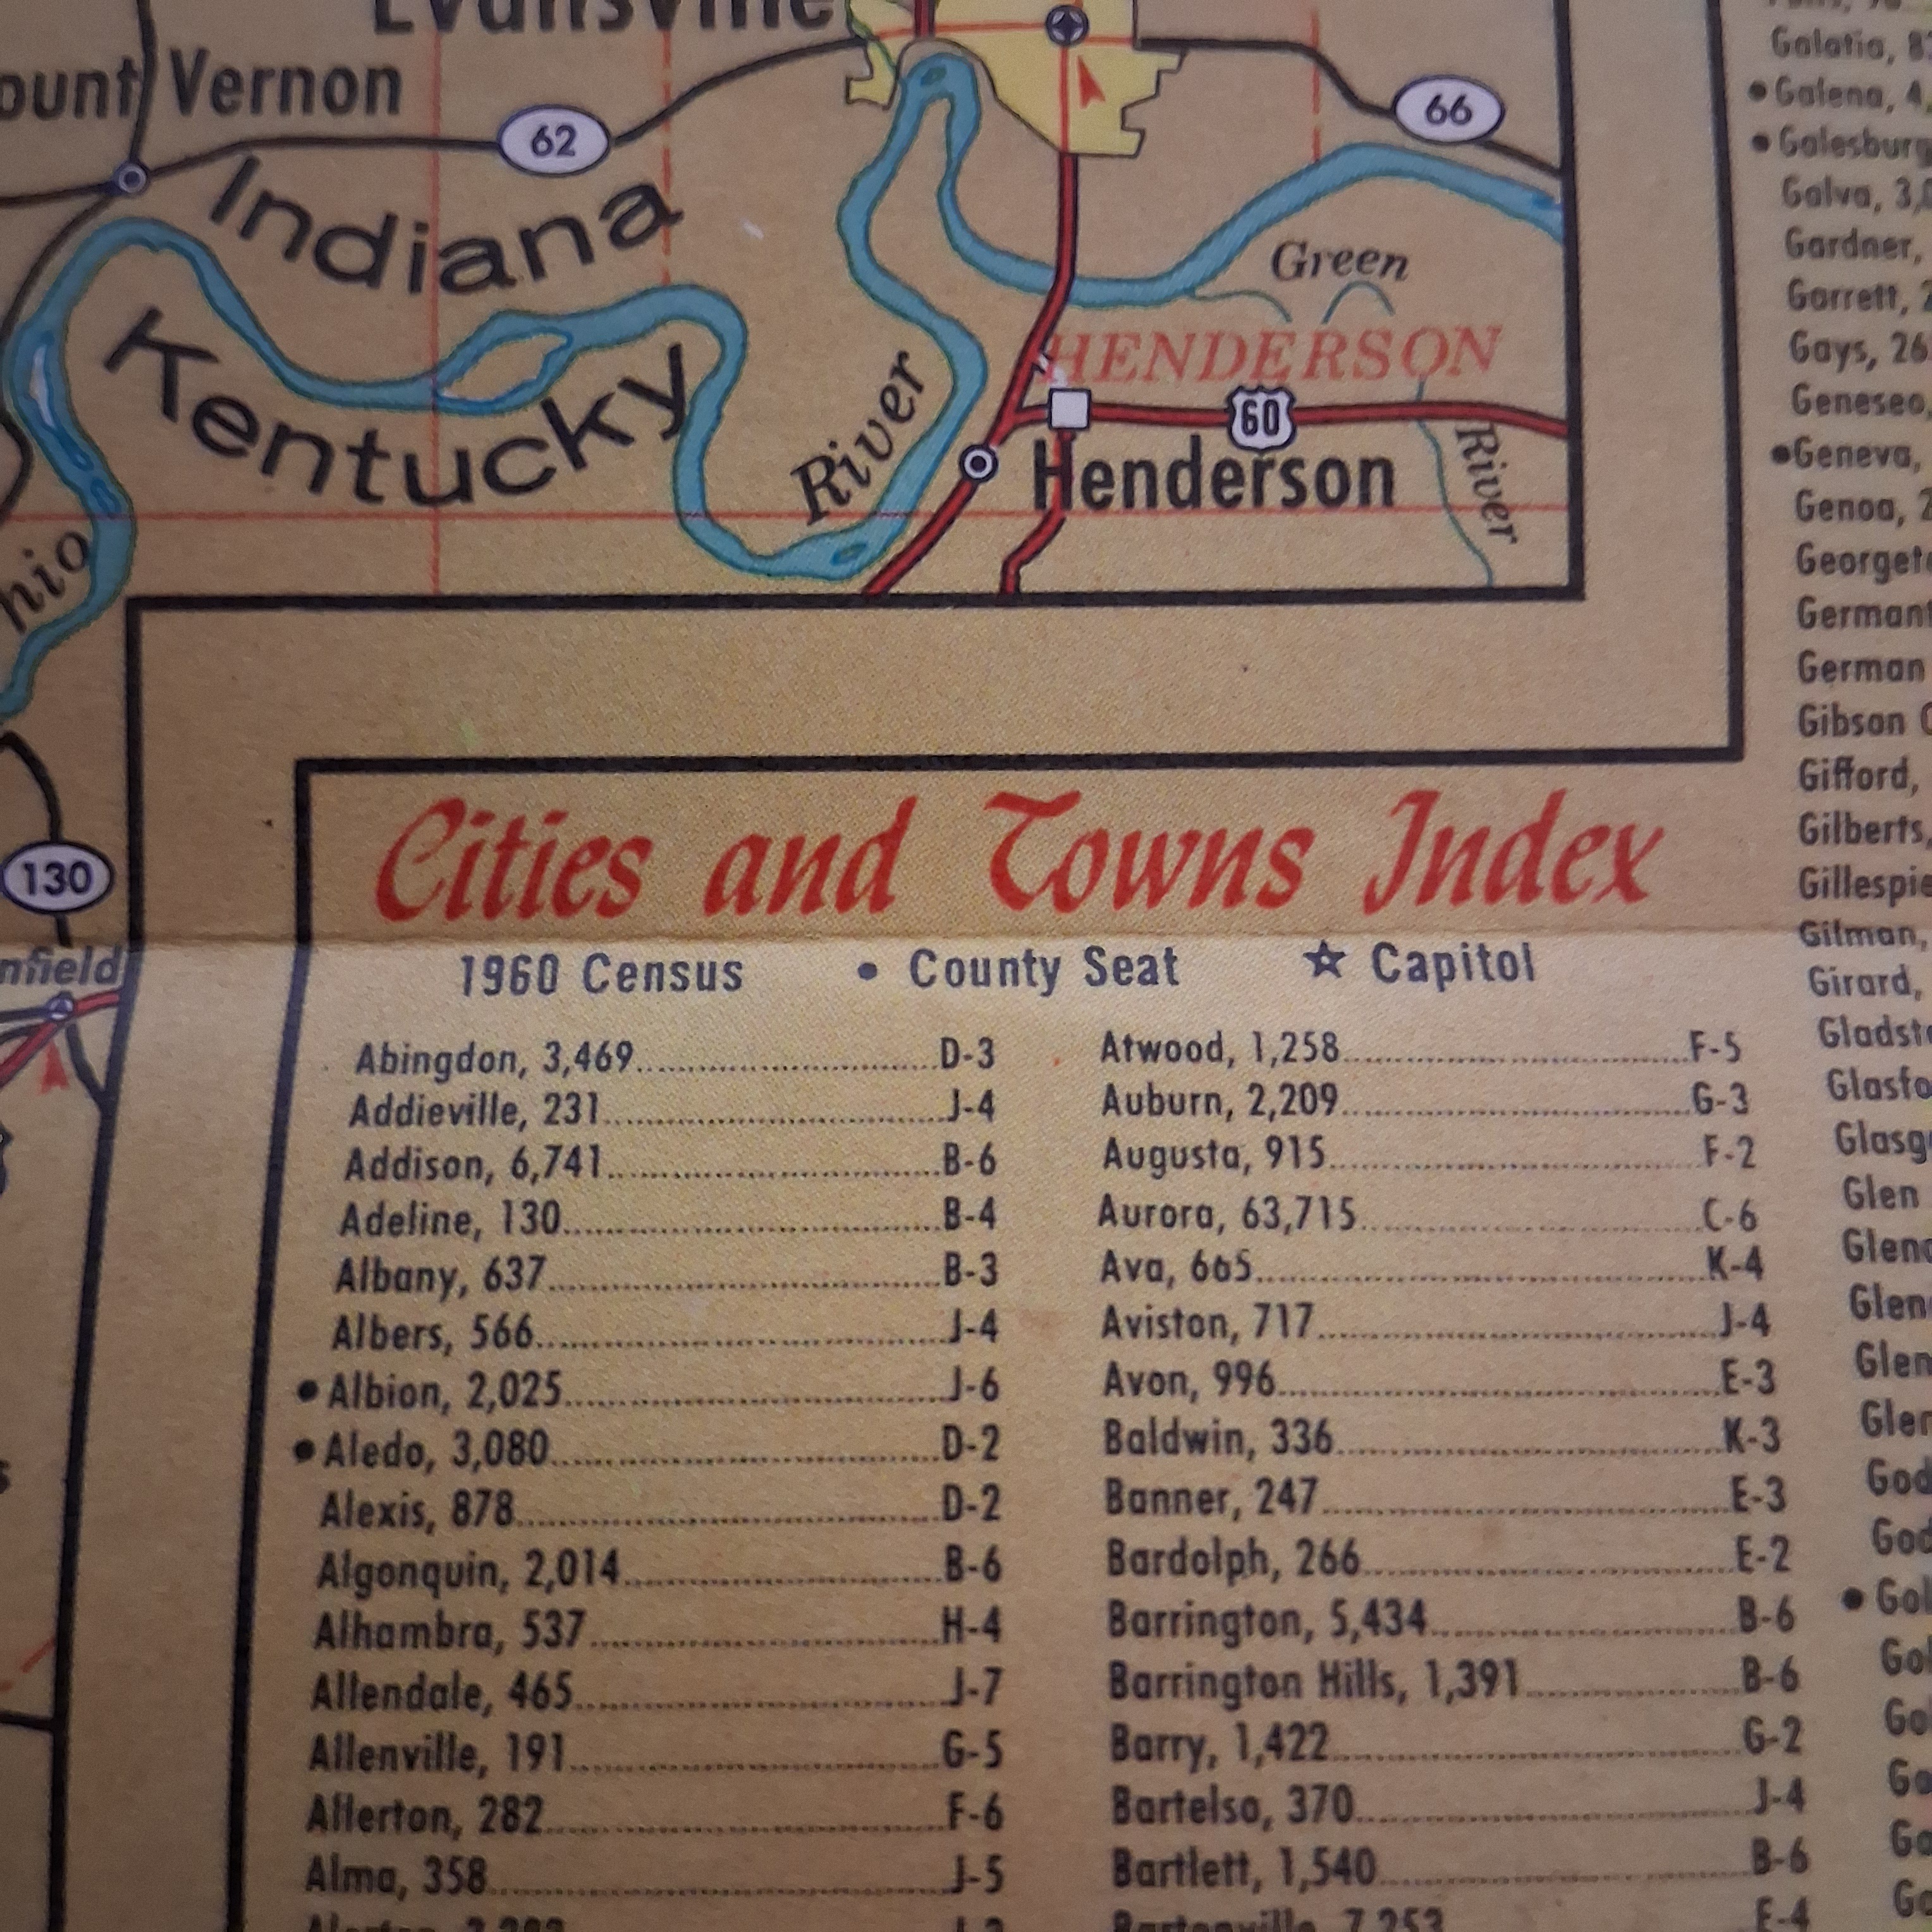 Evansville
Mount Vernon
62
66
Indiana
Kentucky
Green
HENDERSON
River
60
Henderson
River
130
Cities and Towns Index
1960 Census • County Seat ☆ Capitol
Abingdon, 3,469 D-3
Addieville, 231 J-4
Addison, 6,741 B-6
Adeline, 130 B-4
Albany, 637 B-3
Albers, 566 J-4
• Albion, 2,025 J-6
• Aledo, 3,080 D-2
Alexis, 878 D-2
Algonquin, 2,014 B-6
Alhambra, 537 H-4
Allendale, 465 J-7
Allenville, 191 G-5
Allerton, 282 F-6
Alma, 358 J-5
Atwood, 1,258 F-5
Auburn, 2,209 G-3
Augusta, 915 F-2
Aurora, 63,715 C-6
Ava, 665 K-4
Aviston, 717 J-4
Avon, 996 E-3
Baldwin, 336 K-3
Banner, 247 E-3
Bardolph, 266 E-2
Barrington, 5,434 B-6
Barrington Hills, 1,391 B-6
Barry, 1,422 G-2
Bartelso, 370 J-4
Bartlett, 1,540 B-6
Bartonville, 7,253 E-4
Galatia,
• Galena,
• Galesburg
Galva,
Gardner,
Garrett,
Gays, 26
Geneseo,
• Geneva,
Genoa,
German
Gibson
Gifford,
Gilberts,
Gillespie
Gilman,
Girard,
Glen